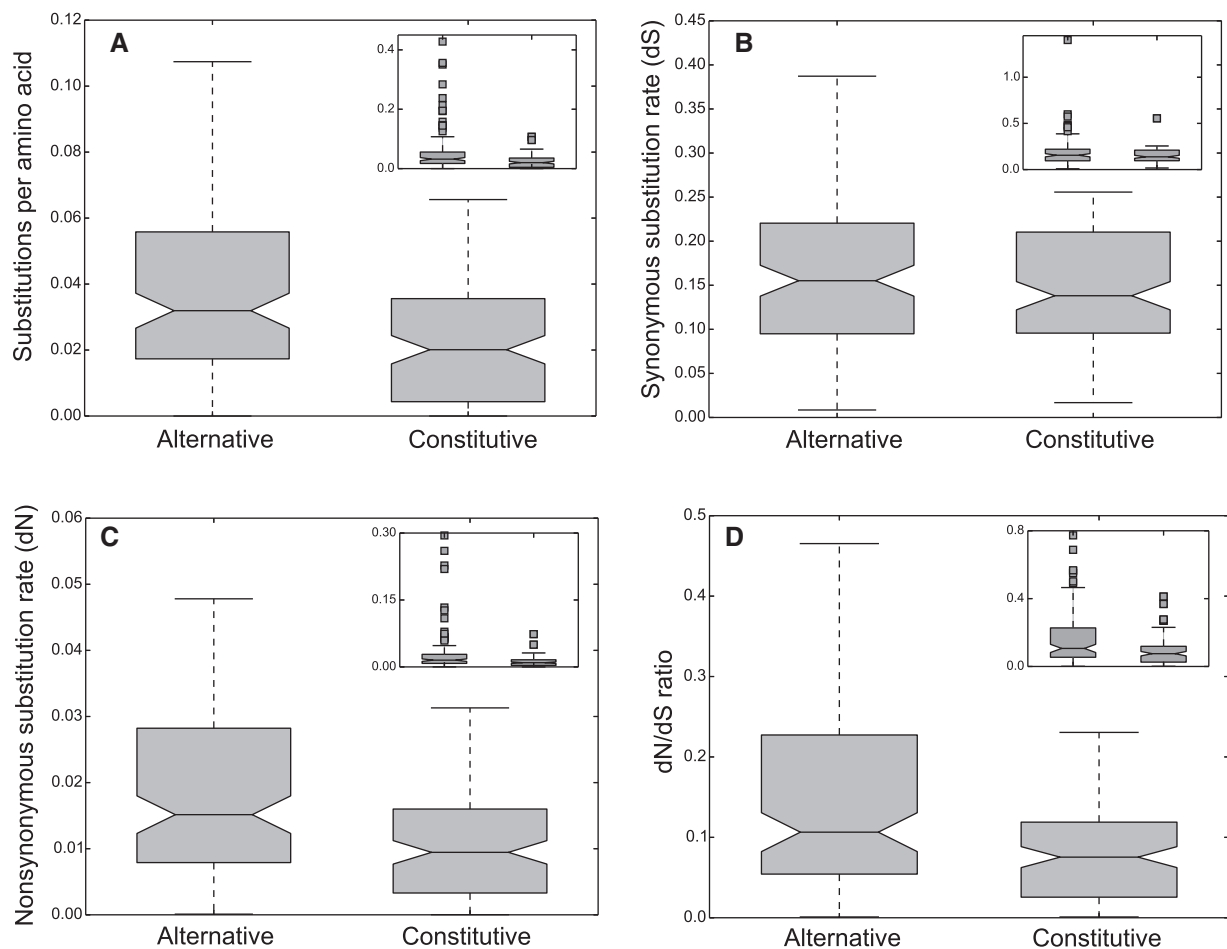 A
Substitutions per amino acid
0.12
0.10
0.08
0.06
0.04
0.02
0.00
0.4
0.2
0.0
Alternative
Constitutive
B
Synonymous substitution rate (dS)
0.45
0.40
0.35
0.30
0.25
0.20
0.15
0.10
0.05
0.00
1.0
0.5
0.0
Alternative
Constitutive
C
Nonsynonymous substitution rate (dN)
0.06
0.05
0.04
0.03
0.02
0.01
0.00
0.30
0.15
0.00
Alternative
Constitutive
D
dN/dS ratio
0.5
0.4
0.3
0.2
0.1
0.0
0.8
0.4
0.0
Alternative
Constitutive